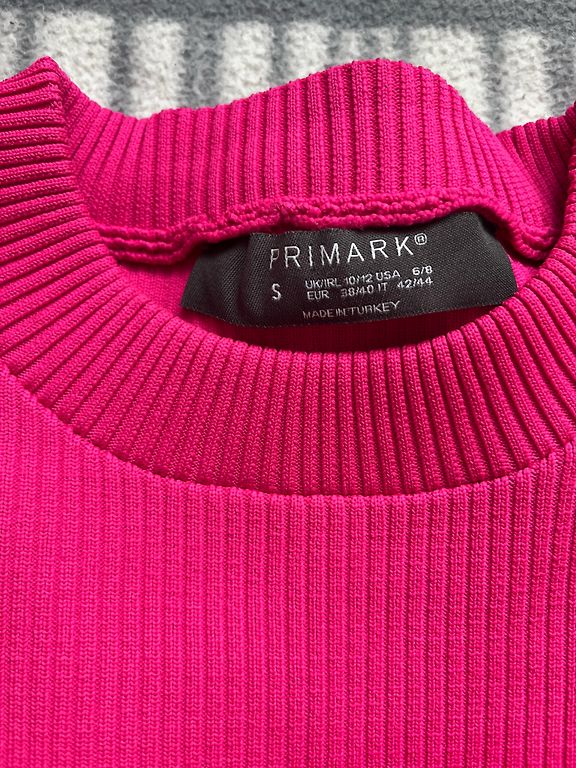 PRIMARK®
S UK/IRL 10/12 USA 6/8
EUR 38/40 IT 42/44
MADE IN TURKEY